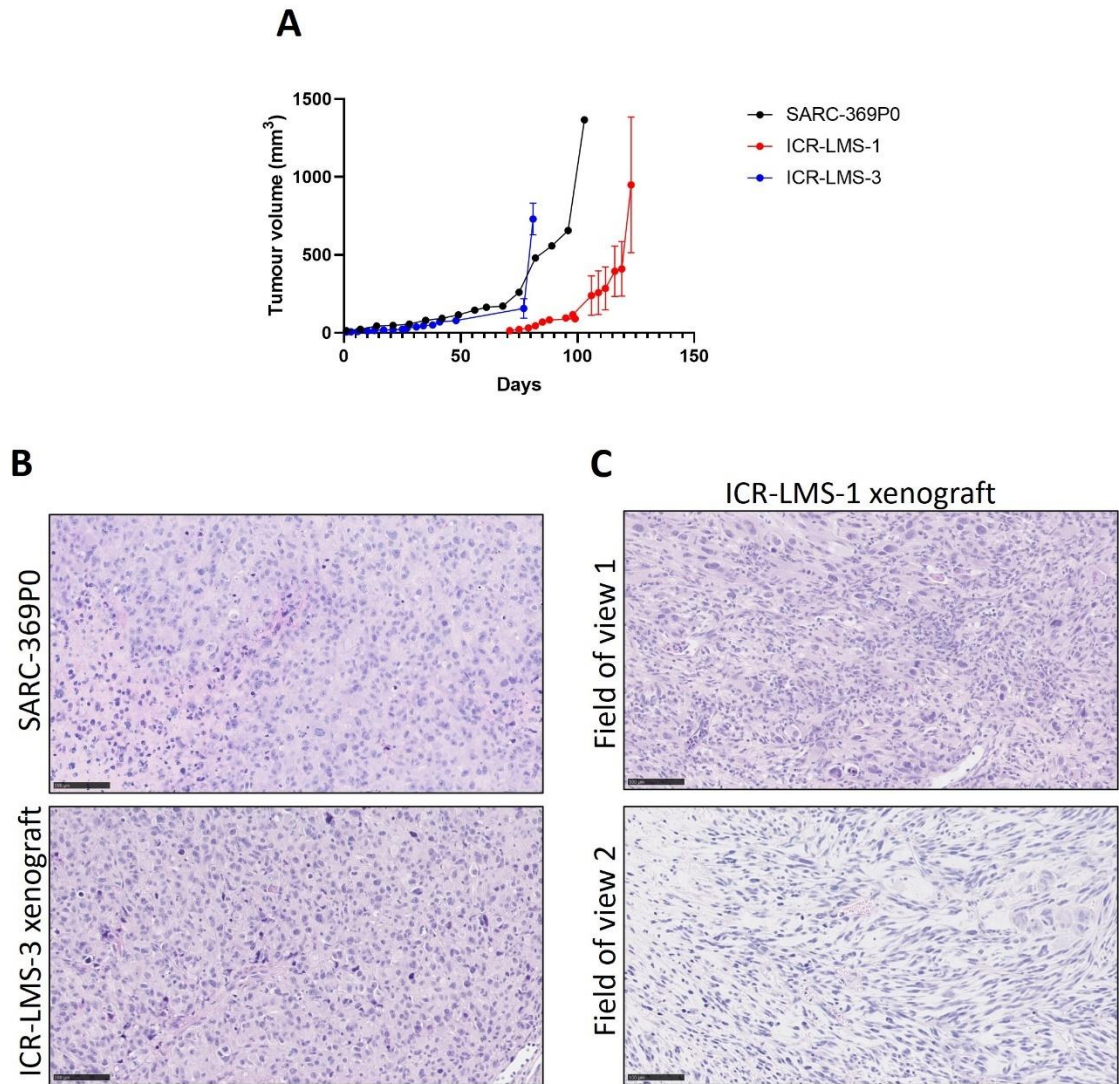 A
1500
1000
500
0
Tumour volume (mm³)
0
50
100
150
Days
SARC-369P0
ICR-LMS-1
ICR-LMS-3
B
SARC-369P0
ICR-LMS-3 xenograft
C
ICR-LMS-1 xenograft
Field of view 1
Field of view 2